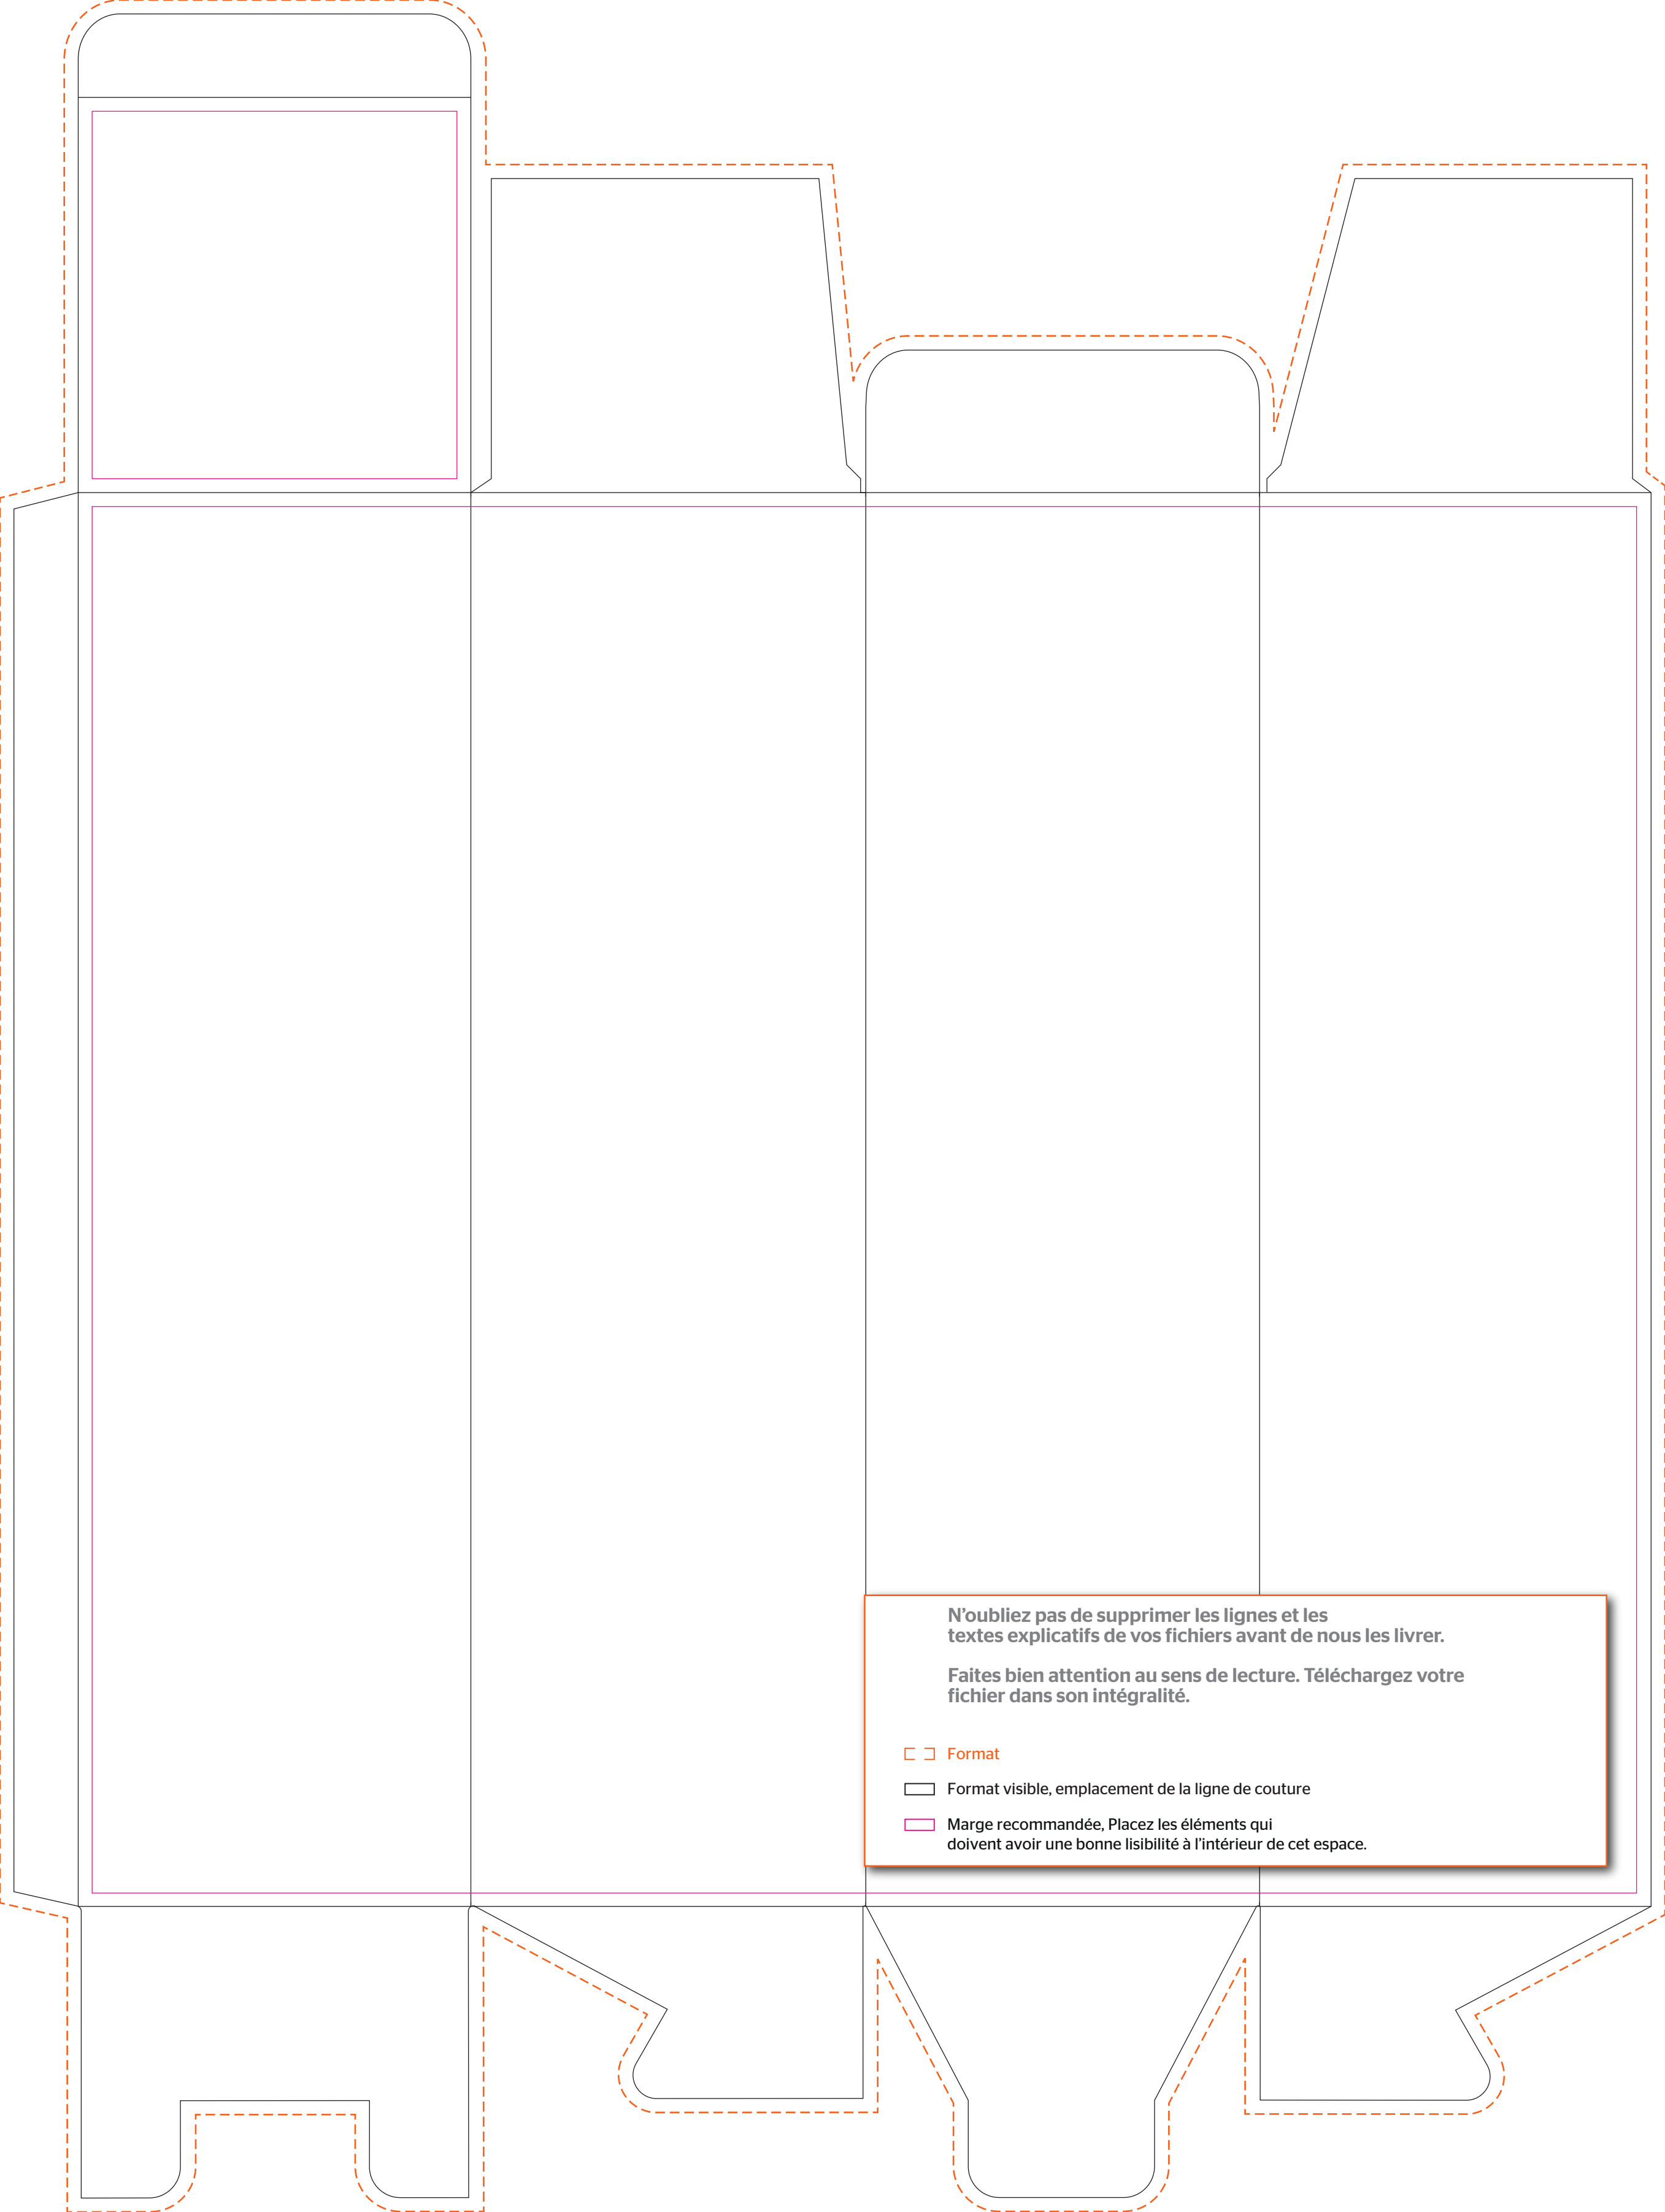 N’oubliez pas de supprimer les lignes et les
textes explicatifs de vos fichiers avant de nous les livrer.
Faites bien attention au sens de lecture. Téléchargez votre
fichier dans son intégralité.
Format
Format visible, emplacement de la ligne de couture
Marge recommandée, Placez les éléments qui
doivent avoir une bonne lisibilité à l’intérieur de cet espace.